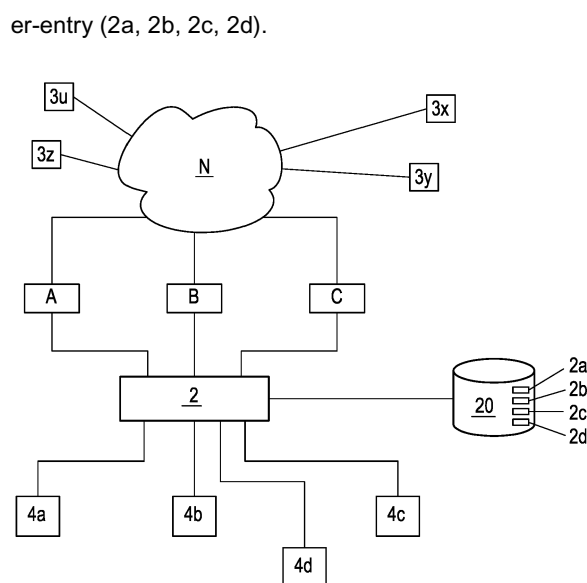 er-entry (2a, 2b, 2c, 2d).
3u
3x
3z
N
3y
A
B
C
2
20
2a
2b
2c
2d
4a
4b
4c
4d